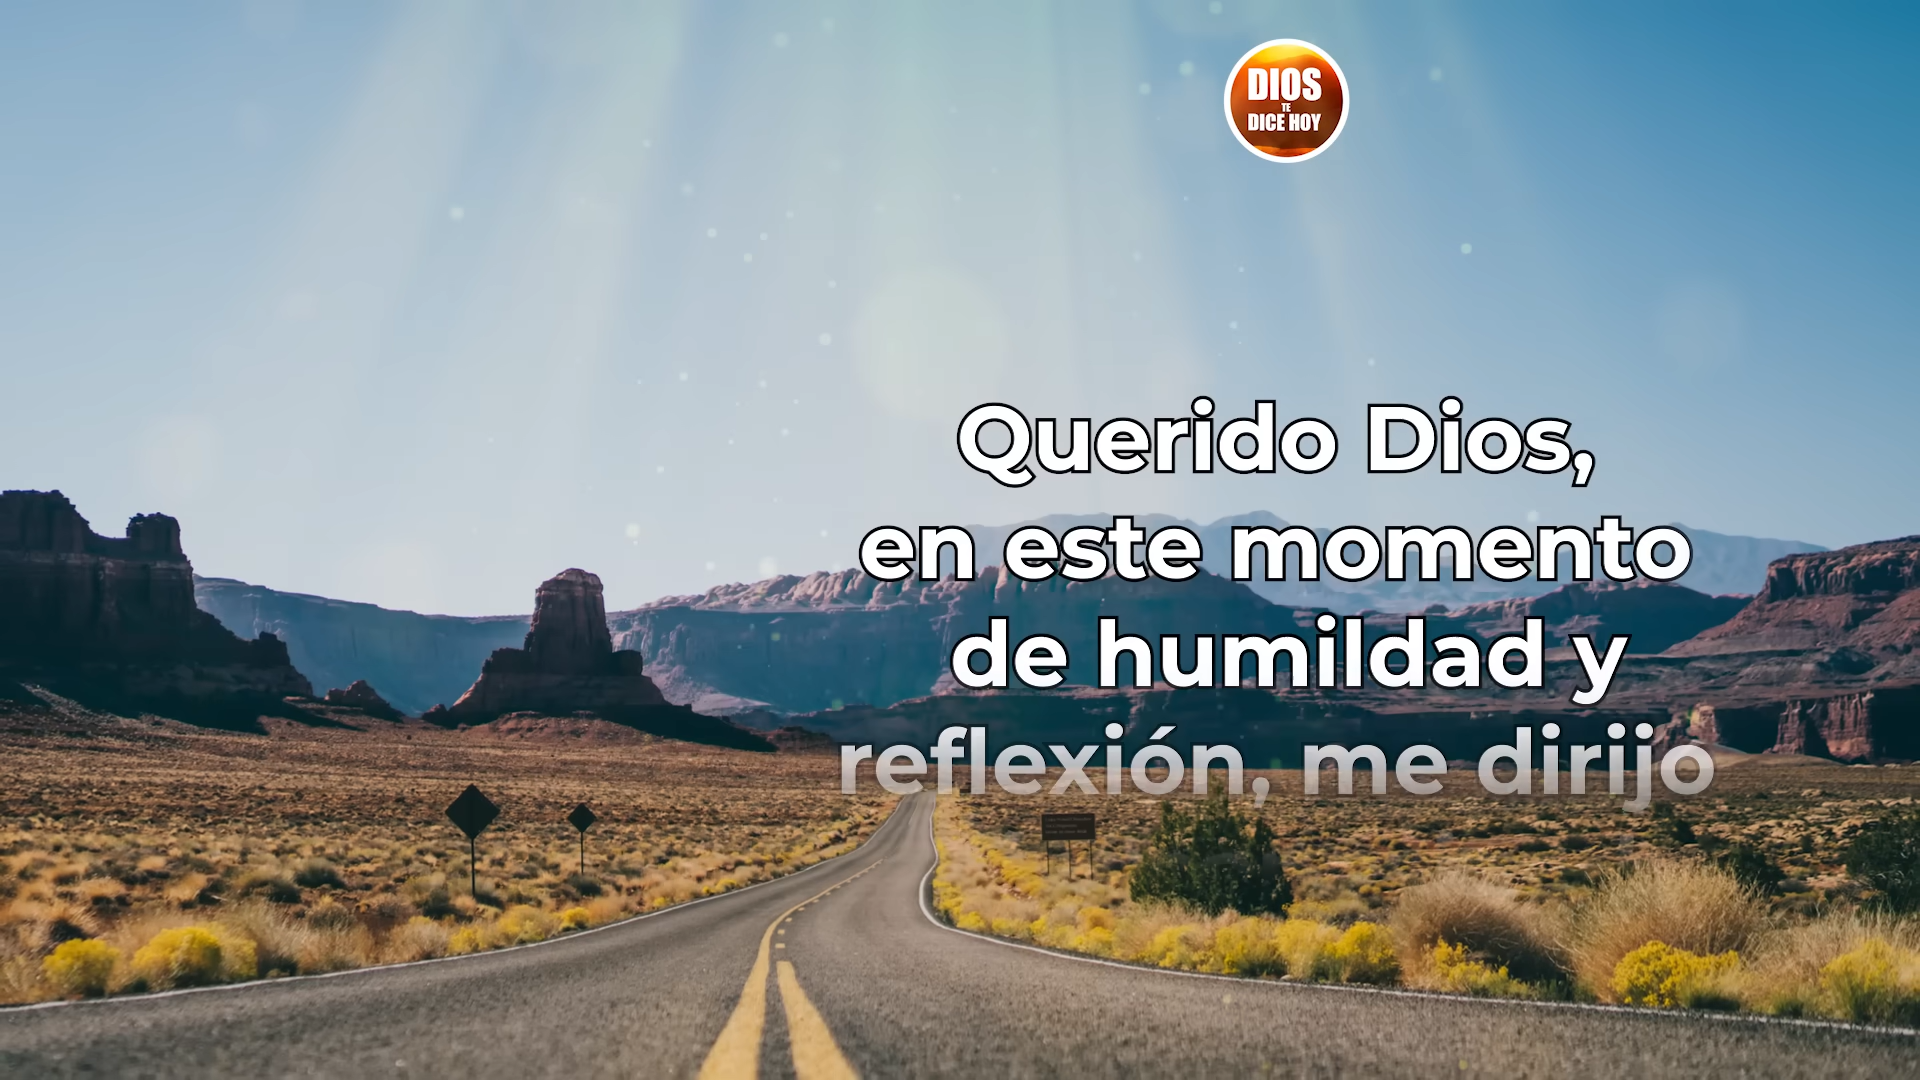 DIOS
TE
DICE HOY
Querido Dios,
en este momento
de humildad y
reflexión, me dirijo